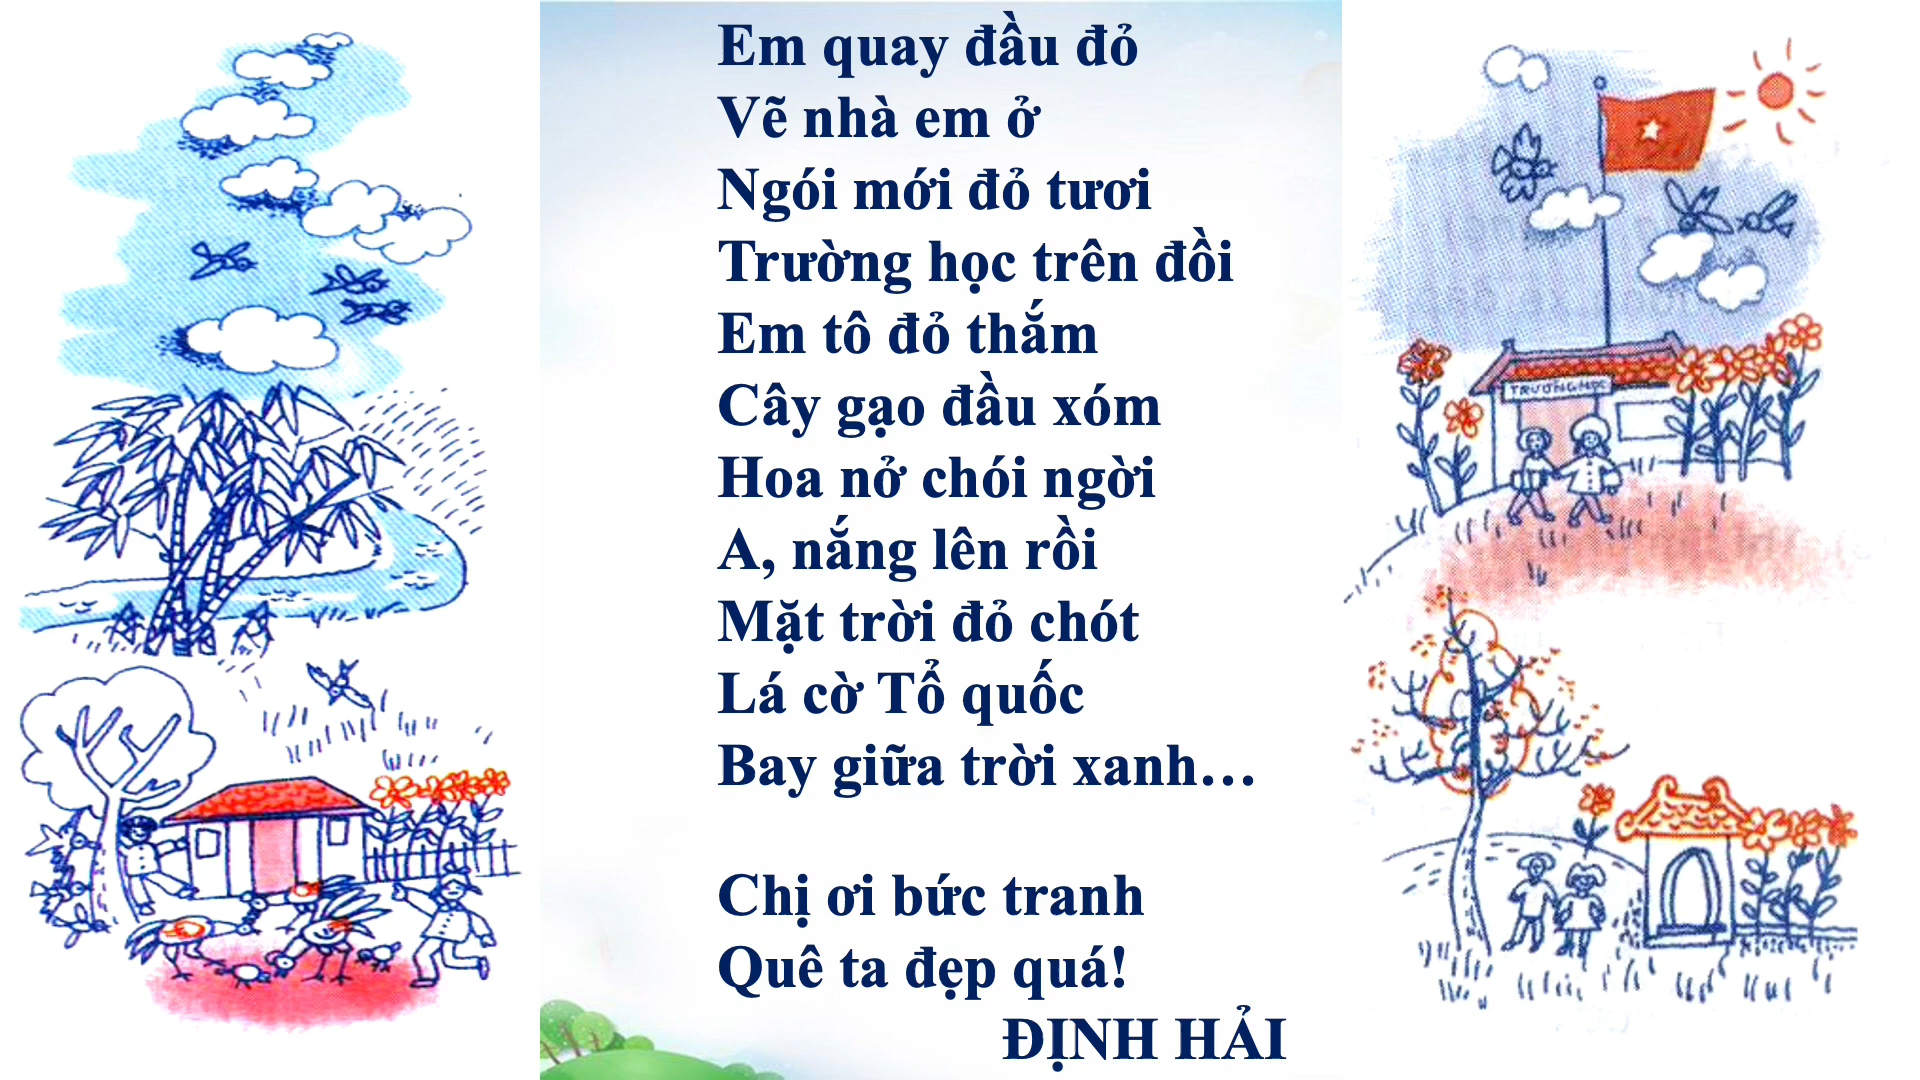 Em quay đầu đỏ
Vẽ nhà em ở
Ngói mới đỏ tươi
Trường học trên đồi
Em tô đỏ thắm
Cây gạo đầu xóm
Hoa nở chói ngời
A, nắng lên rồi
Mặt trời đỏ chót
Lá cờ Tổ quốc
Bay giữa trời xanh...
Chị ơi bức tranh
Quê ta đẹp quá!
ĐỊNH HẢI
TRƯỜNG HỌC